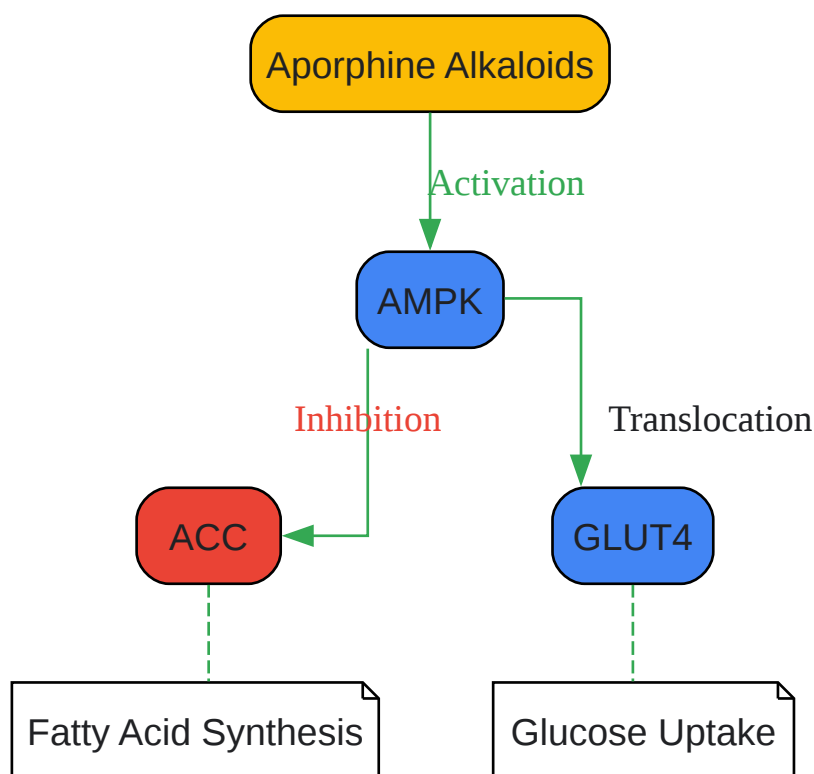 Aporphine Alkaloids
Activation
AMPK
Inhibition
Translocation
ACC
GLUT4
Fatty Acid Synthesis
Glucose Uptake